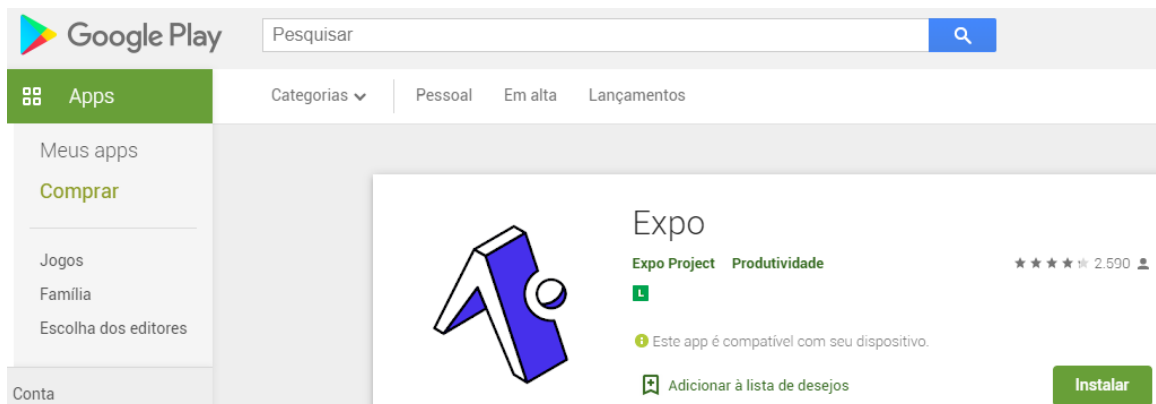 Google Play
Pesquisar
Apps
Categorias
Pessoal
Em alta
Lançamentos
Meus apps
Comprar
Jogos
Família
Escolha dos editores
Conta
Expo
Expo Project Produtividade
2.590
L
Este app é compatível com seu dispositivo.
Adicionar à lista de desejos
Instalar